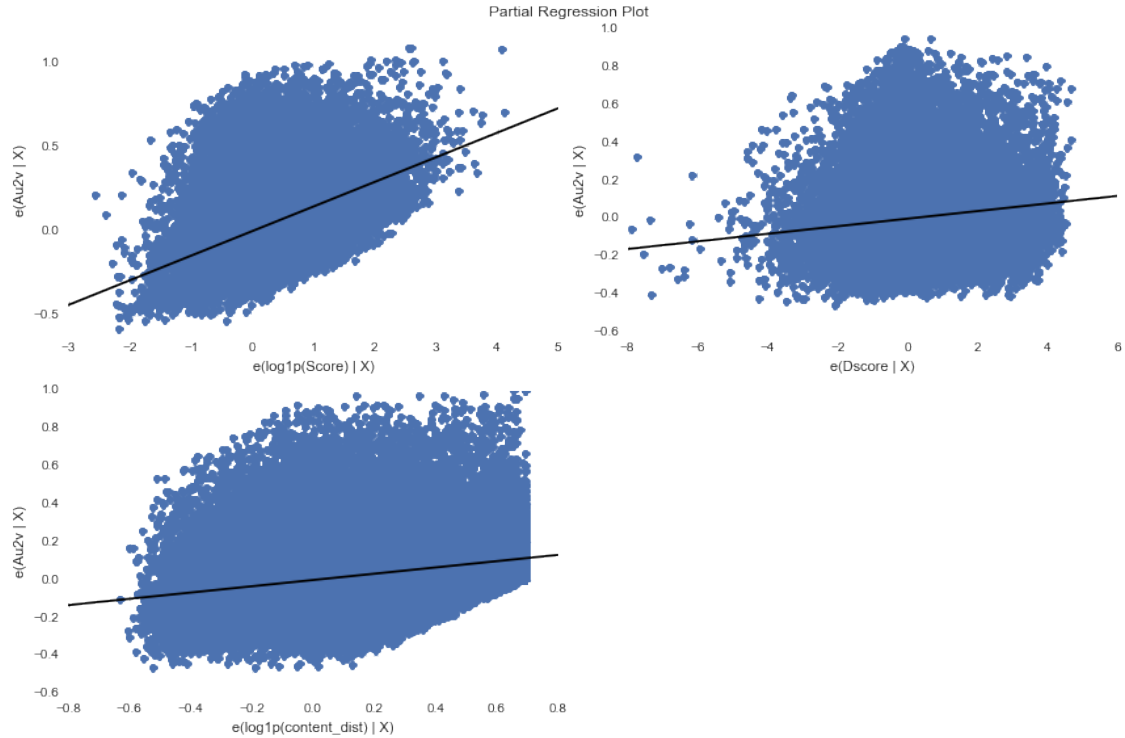 Partial Regression Plot
1.0
0.5
0.0
−0.5
e(Au2v | X)
−3 −2 −1 0 1 2 3 4 5
e(log1p(Score) | X)
1.0
0.8
0.6
0.4
0.2
0.0
−0.2
−0.4
−0.6
e(Au2v | X)
−8 −6 −4 −2 0 2 4 6
e(Dscore | X)
1.0
0.8
0.6
0.4
0.2
0.0
−0.2
−0.4
−0.6
e(Au2v | X)
−0.8 −0.6 −0.4 −0.2 0.0 0.2 0.4 0.6 0.8
e(log1p(content_dist) | X)